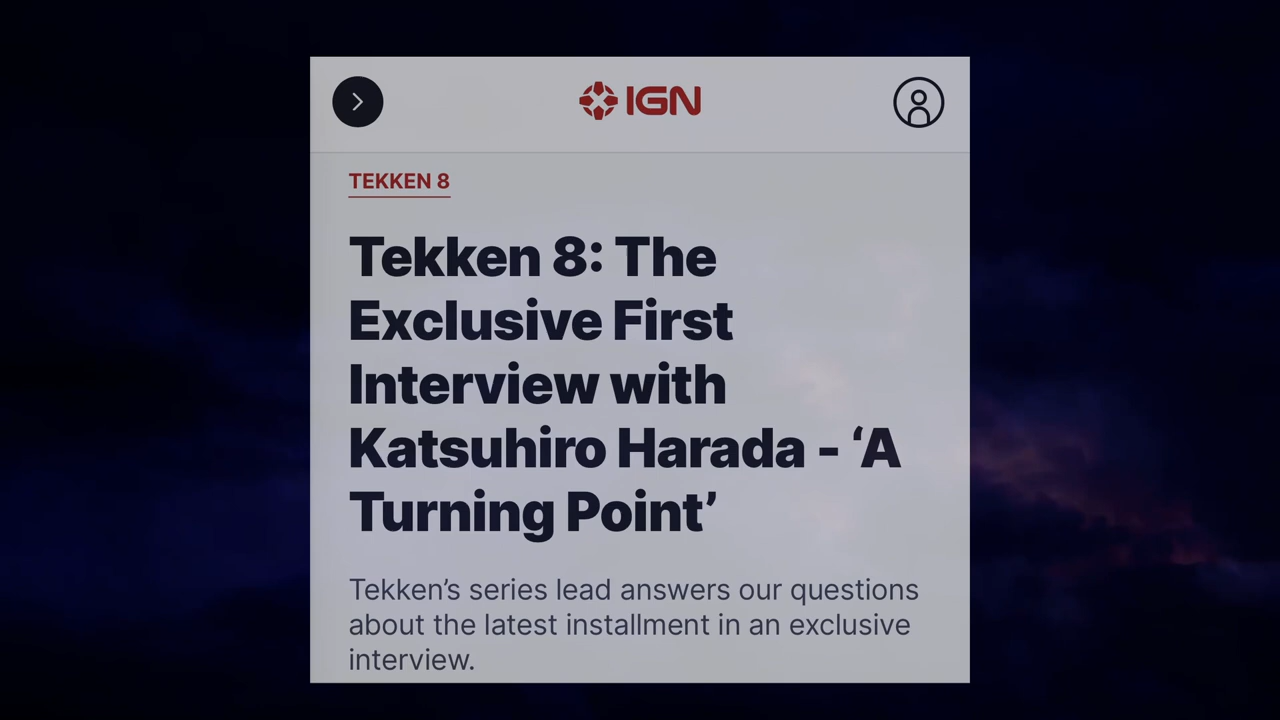 IGN
TEKKEN 8
Tekken 8: The
Exclusive First
Interview with
Katsuhiro Harada - ‘A
Turning Point’
Tekken’s series lead answers our questions
about the latest installment in an exclusive
interview.